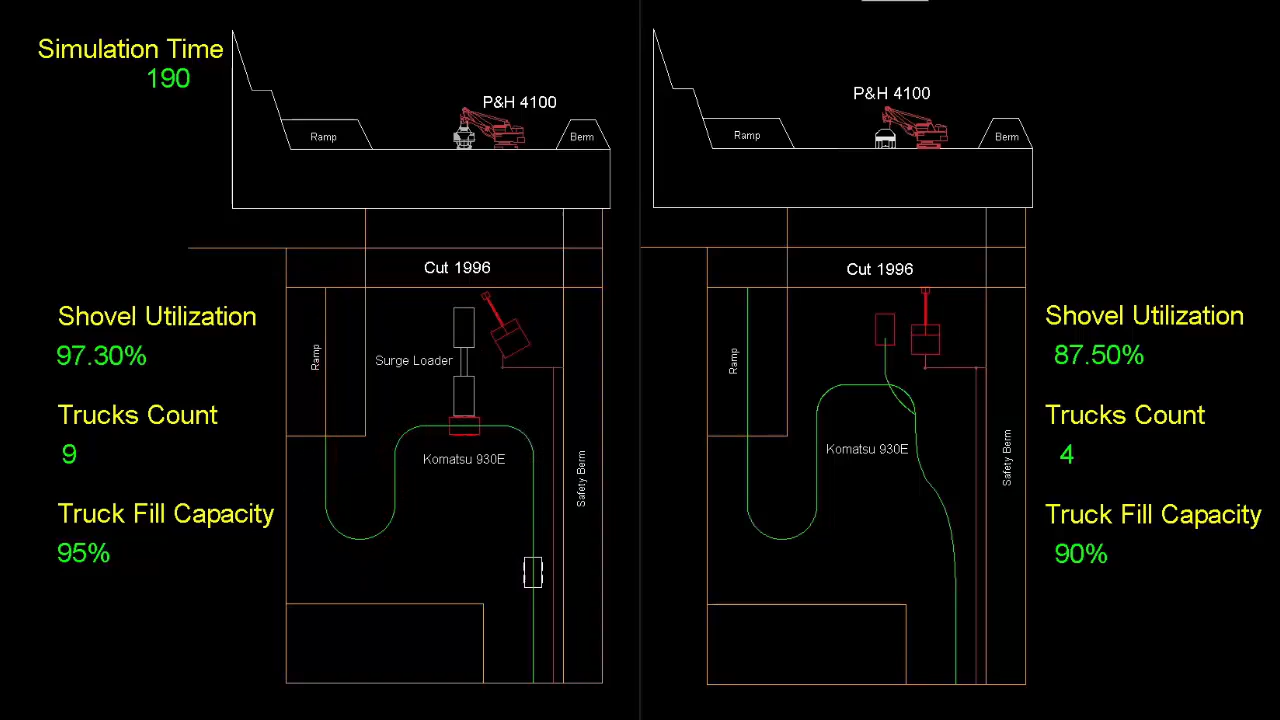 Simulation Time
190
P&H 4100
Ramp
Berm
Cut 1996
Shovel Utilization
97.30%
Ramp
Surge Loader
Trucks Count
9
Komatsu 930E
Safety Berm
Truck Fill Capacity
95%
P&H 4100
Ramp
Berm
Cut 1996
Shovel Utilization
87.50%
Ramp
Trucks Count
4
Komatsu 930E
Safety Berm
Truck Fill Capacity
90%